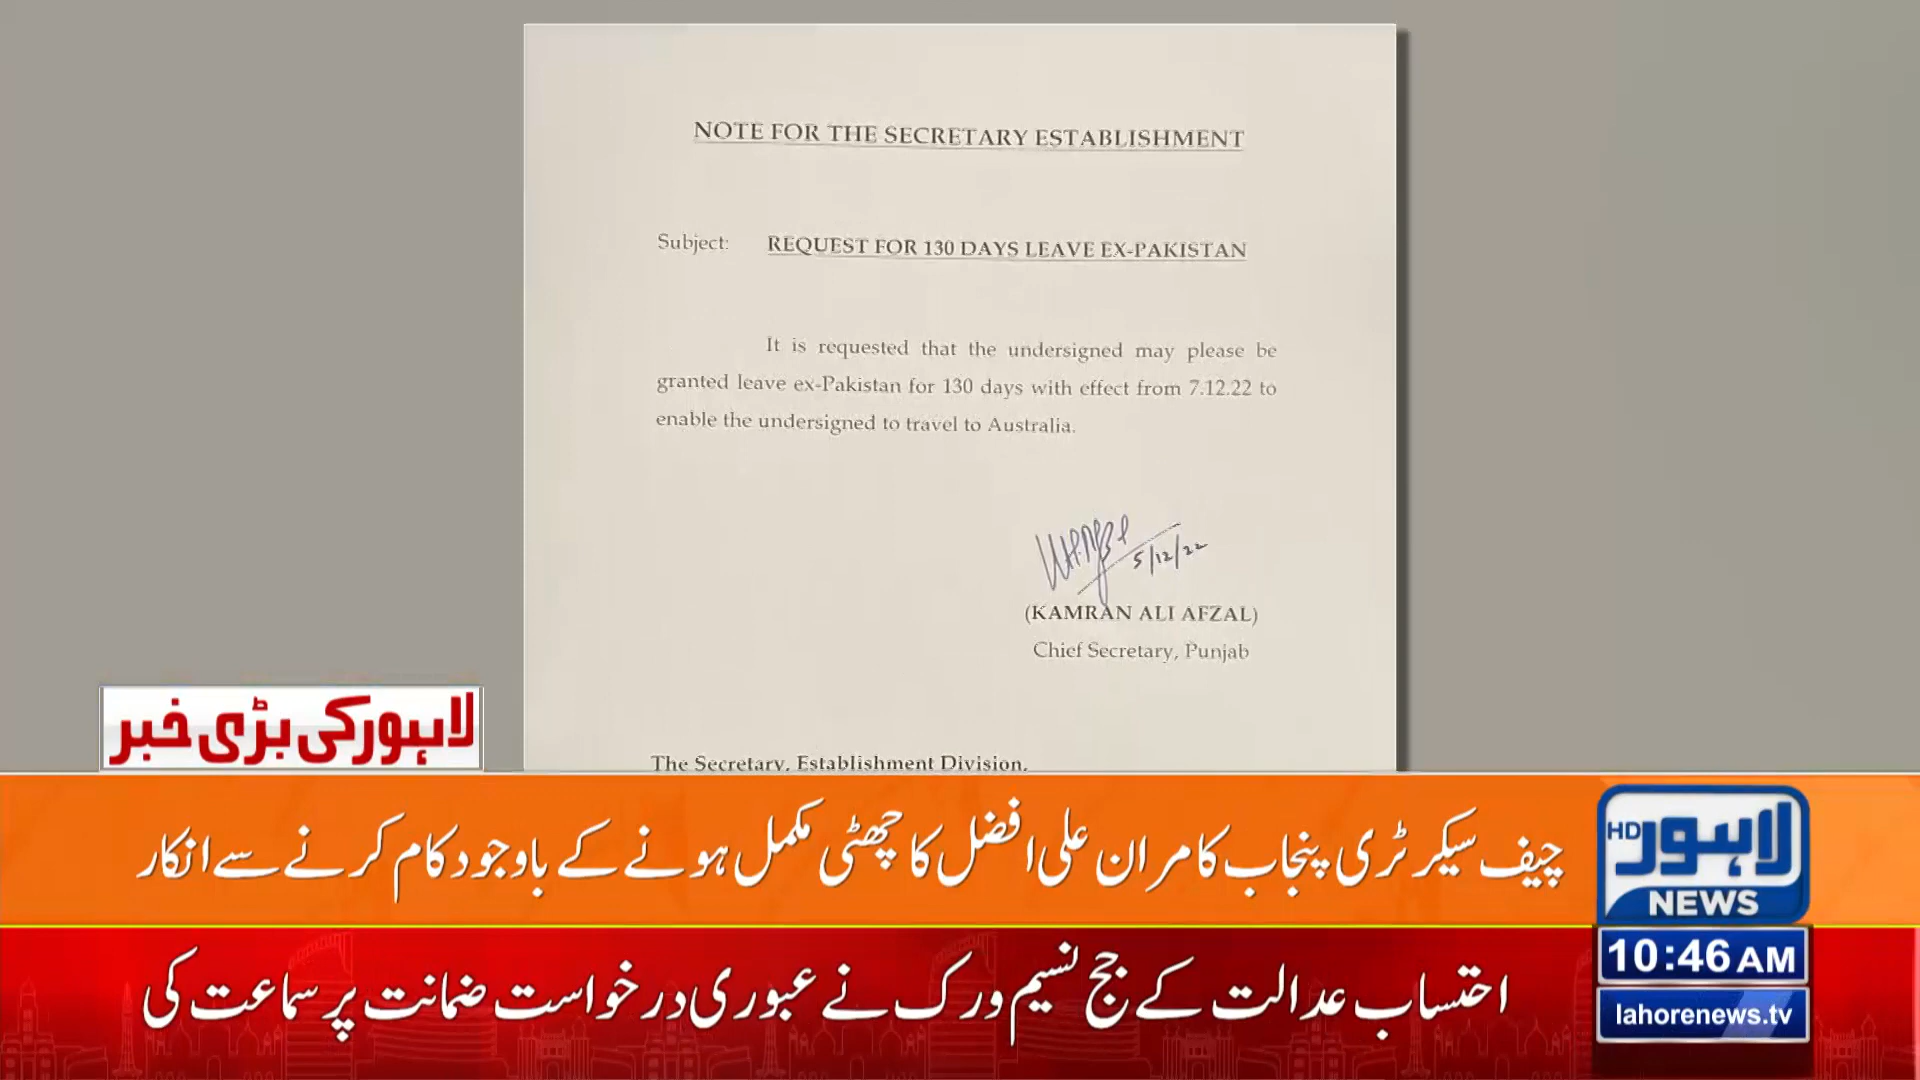 NOTE FOR THE SECRETARY ESTABLISHMENT
Subject: REQUEST FOR 130 DAYS LEAVE EX-PAKISTAN
It is requested that the undersigned may please be
granted leave ex-Pakistan for 130 days with effect from 7.12.22 to
enable the undersigned to travel to Australia.
5/12/22
(KAMRAN ALI AFZAL)
Chief Secretary, Punjab
The Secretary, Establishment Division,
لاہور کی بڑی خبر
چیف سیکرٹری پنجاب کامران علی افضل کا چھٹی مکمل ہونے کے باوجود کام کرنے سے انکار
احتساب عدالت کے جج نسیم ورک نے عبوری درخواست ضمانت پر سماعت کی
لاہور HD
NEWS
10:46 AM
lahorenews.tv